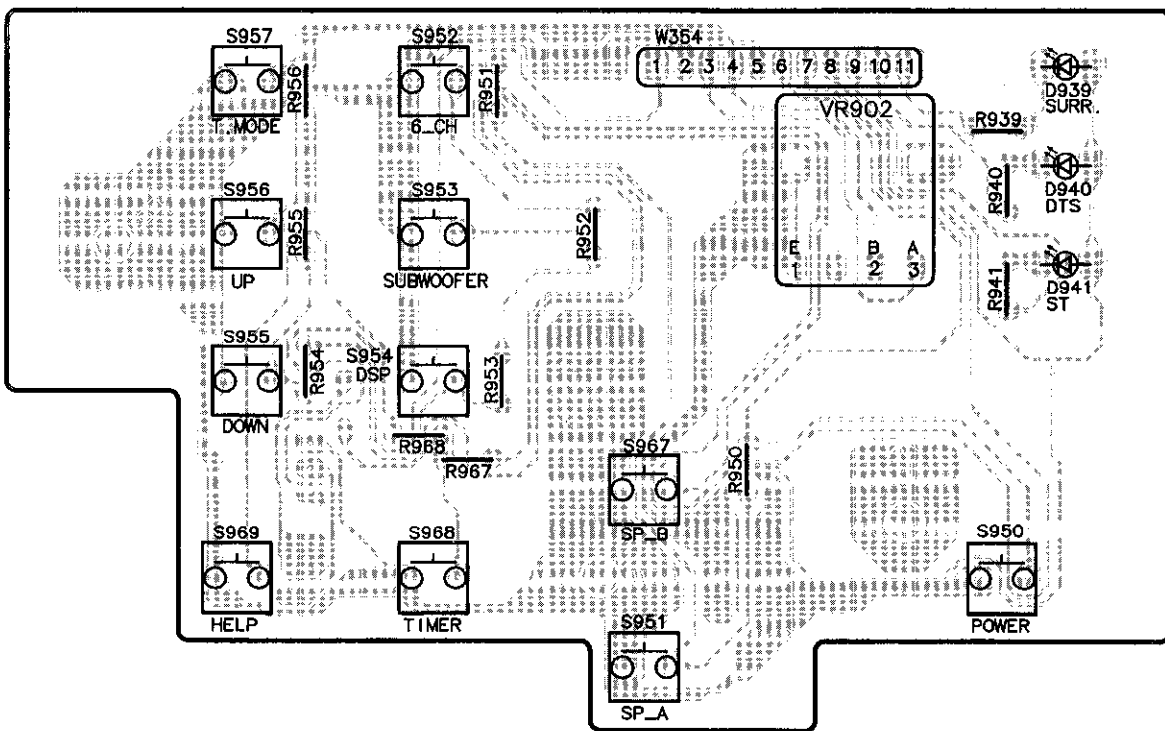 S957
R956
T.MODE
S952
R951
6_CH
W354
1 2 3 4 5 6 7 8 9 10 11
VR902
E B A
1 2 3
D939
SURR.
R939
R940
D940
DTS
R941
D941
ST
S956
R955
UP
S953
SUBWOOFER
R952
S955
R954
DOWN
S954
DSP
R953
R968
R967
S967
SP_B
R950
S969
HELP
S968
TIMER
S951
SP_A
S950
POWER